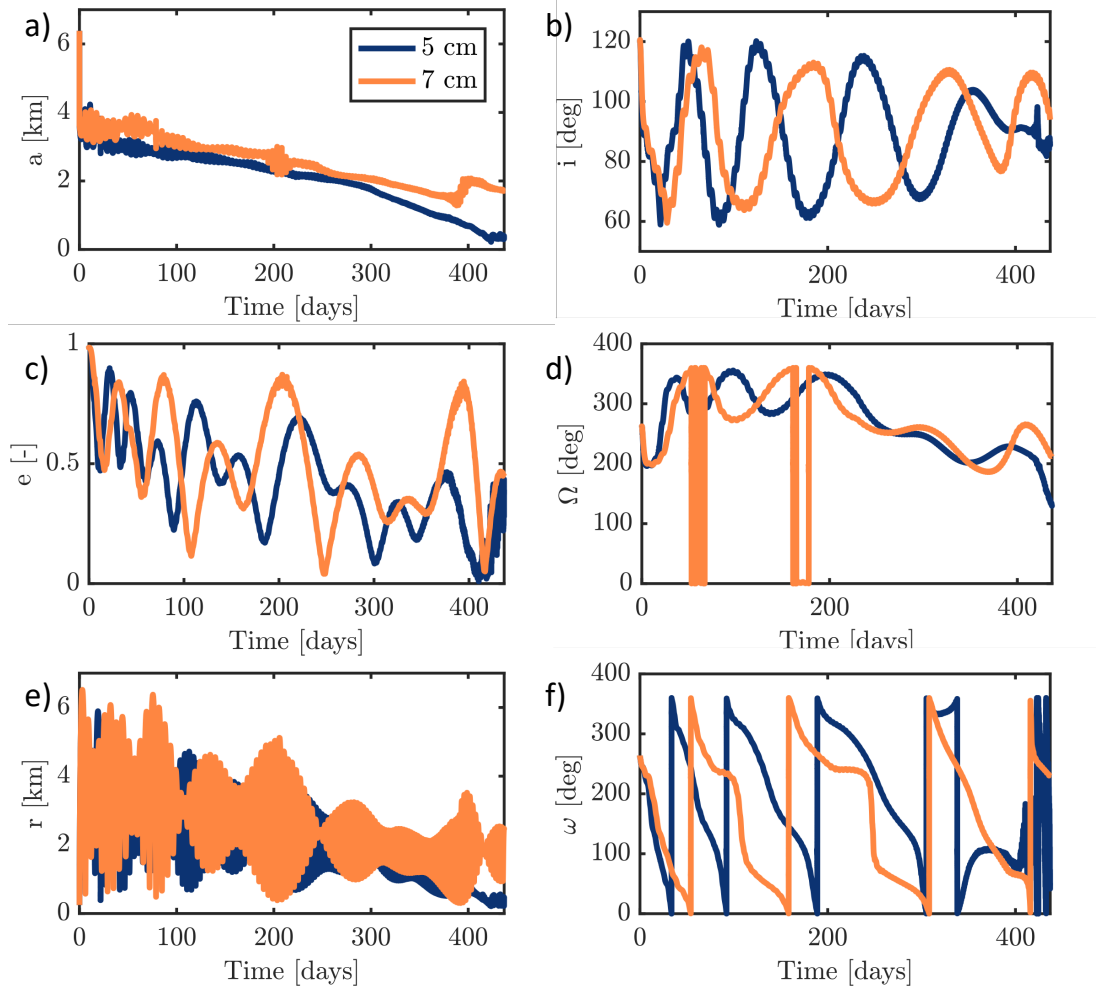 a)
6
4
2
0
a [km]
5 cm
7 cm
0 100 200 300 400
Time [days]
b)
120
100
80
60
i [deg]
0 200 400
Time [days]
c)
1
0.5
0
e [-]
0 100 200 300 400
Time [days]
d)
400
300
200
100
0
Ω [deg]
0 200 400
Time [days]
e)
6
4
2
0
r [km]
0 100 200 300 400
Time [days]
f)
400
300
200
100
0
ω [deg]
0 200 400
Time [days]